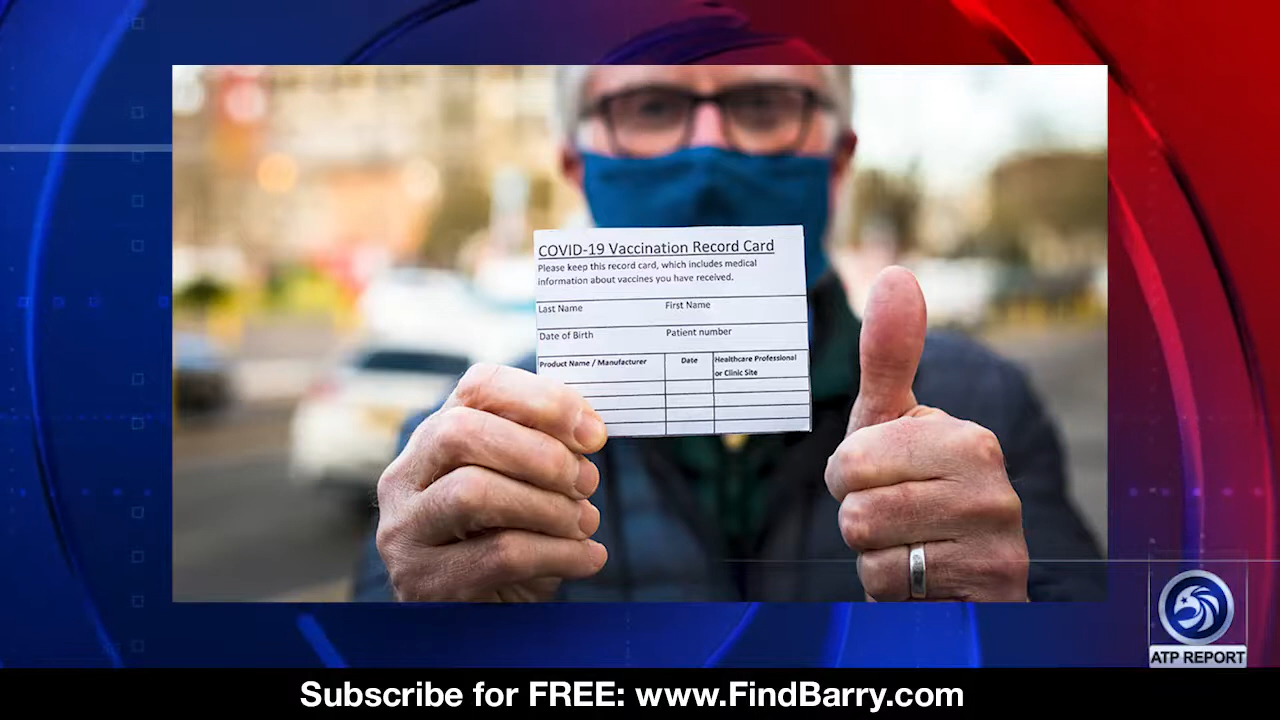 COVID-19 Vaccination Record Card
Please keep this record card, which includes medical
information about vaccines you have received.
Last Name First Name
Date of Birth Patient number
Product Name / Manufacturer Date Healthcare Professional
or Clinic Site
ATP REPORT
Subscribe for FREE: www.FindBarry.com